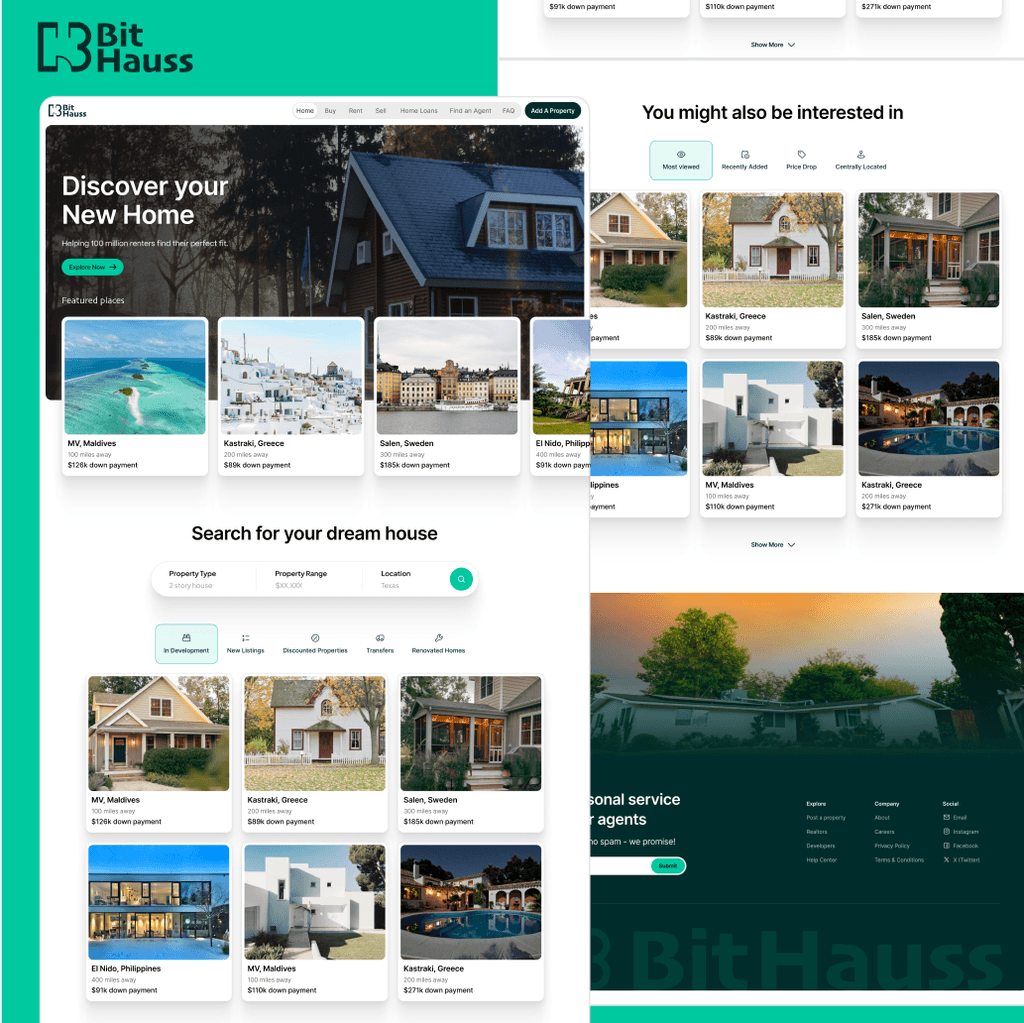 Bit
Hauss
Bit
Hauss
Home Buy Rent Sell Home Loans Find an Agent FAQ Add A Property
Discover your
New Home
Helping 100 million renters find their perfect fit.
Explore Now
Featured places
MV, Maldives
100 miles away
$126k down payment
Kastraki, Greece
200 miles away
$89k down payment
Salen, Sweden
300 miles away
$185k down payment
El Nido, Philipp
400 miles away
$91k down paym
Search for your dream house
Property Type
2 story house
Property Range
$XX,XXX
Location
Texas
In Development
New Listings
Discounted Properties
Transfers
Renovated Homes
MV, Maldives
100 miles away
$126k down payment
Kastraki, Greece
200 miles away
$89k down payment
Salen, Sweden
300 miles away
$185k down payment
El Nido, Philippines
400 miles away
$91k down payment
MV, Maldives
100 miles away
$110k down payment
Kastraki, Greece
200 miles away
$271k down payment
$91k down payment
$110k down payment
$271k down payment
Show More
You might also be interested in
Most viewed
Recently Added
Price Drop
Centrally Located
es
y
payment
Kastraki, Greece
200 miles away
$89k down payment
Salen, Sweden
300 miles away
$185k down payment
lippines
y
ayment
MV, Maldives
100 miles away
$110k down payment
Kastraki, Greece
200 miles away
$271k down payment
Show More
sonal service
r agents
no spam - we promise!
Submit
Explore
Post a property
Realtors
Developers
Help Center
Company
About
Careers
Privacy Policy
Terms & Conditions
Social
Email
Instagram
Facebook
X (Twitter)
BitHauss